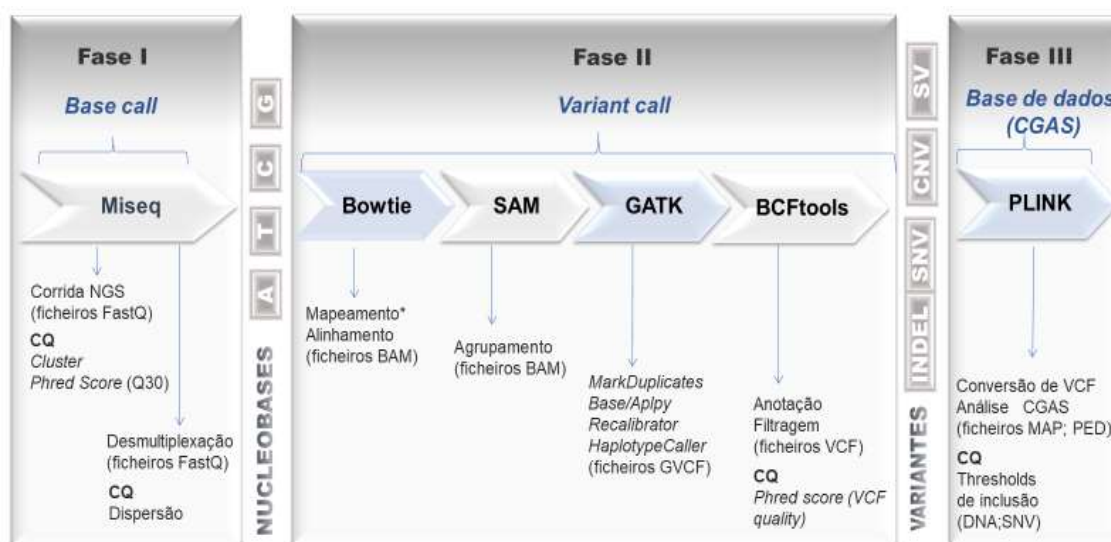 Fase I
Base call
Miseq
Corrida NGS
(ficheiros FastQ)
CQ
Cluster
Phred Score (Q30)
Desmultiplexação
(ficheiros FastQ)
CQ
Dispersão
NUCLEOBASES
A
T
C
G
Fase II
Variant call
Bowtie
SAM
GATK
BCFtools
Mapeamento*
Alinhamento
(ficheiros BAM)
Agrupamento
(ficheiros BAM)
MarkDuplicates
Base/Aplpy
Recalibrator
HaplotypeCaller
(ficheiros GVCF)
Anotação
Filtragem
(ficheiros VCF)
CQ
Phred score (VCF
quality)
VARIANTES
INDEL
SNV
CNV
SV
Fase III
Base de dados
(CGAS)
PLINK
Conversão de VCF
Análise CGAS
(ficheiros MAP; PED)
CQ
Thresholds
de inclusão
(DNA;SNV)